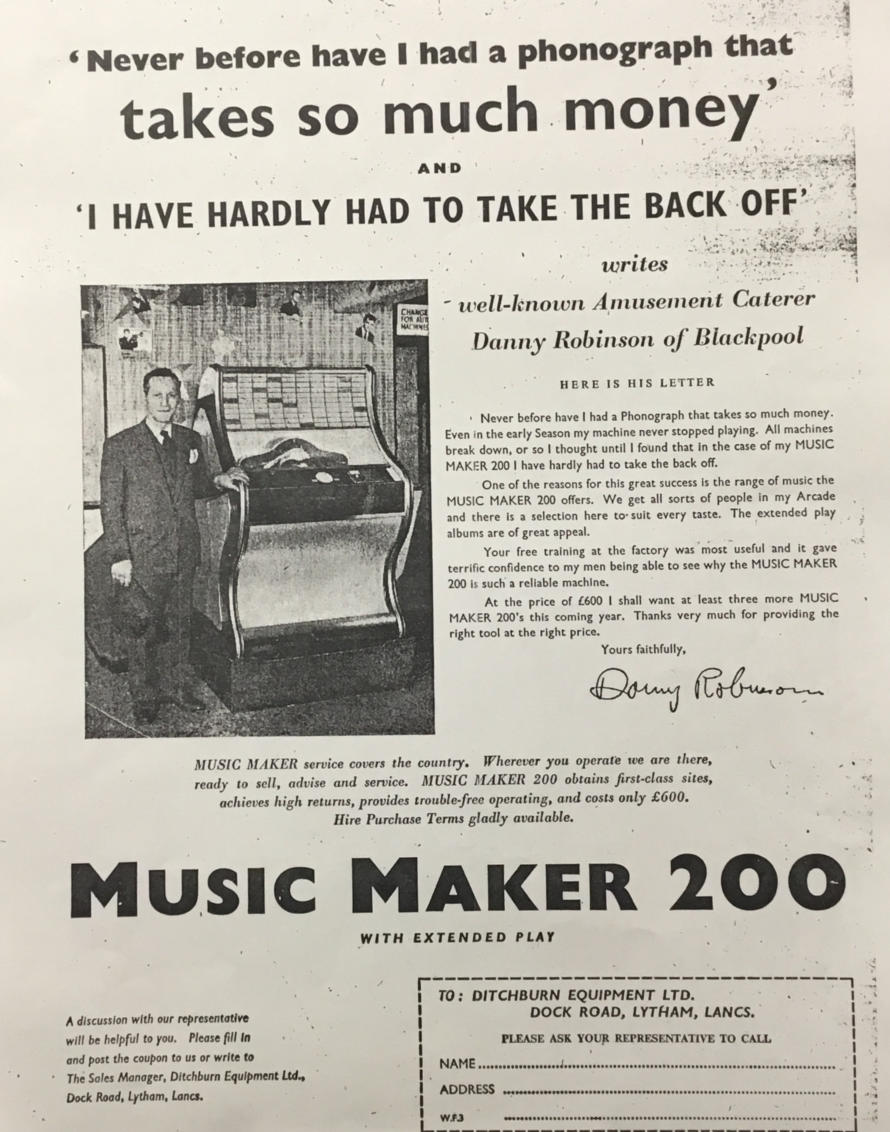 ‘Never before have I had a phonograph that
takes so much money’
AND
‘I HAVE HARDLY HAD TO TAKE THE BACK OFF’
writes
well-known Amusement Caterer
Danny Robinson of Blackpool
HERE IS HIS LETTER
CHANGE
FOR AUTO
MACHINES
Never before have I had a Phonograph that takes so much money.
Even in the early Season my machine never stopped playing. All machines
break down, or so I thought until I found that in the case of my MUSIC
MAKER 200 I have hardly had to take the back off.
One of the reasons for this great success is the range of music the
MUSIC MAKER 200 offers. We get all sorts of people in my Arcade
and there is a selection here to suit every taste. The extended play
albums are of great appeal.
Your free training at the factory was most useful and it gave
terrific confidence to my men being able to see why the MUSIC MAKER
200 is such a reliable machine.
At the price of £600 I shall want at least three more MUSIC
MAKER 200's this coming year. Thanks very much for providing the
right tool at the right price.
Yours faithfully,
Danny Robinson
MUSIC MAKER service covers the country. Wherever you operate we are there,
ready to sell, advise and service. MUSIC MAKER 200 obtains first-class sites,
achieves high returns, provides trouble-free operating, and costs only £600.
Hire Purchase Terms gladly available.
MUSIC MAKER 200
WITH EXTENDED PLAY
A discussion with our representative
will be helpful to you. Please fill in
and post the coupon to us or write to
The Sales Manager, Ditchburn Equipment Ltd.,
Dock Road, Lytham, Lancs.
TO: DITCHBURN EQUIPMENT LTD.
DOCK ROAD, LYTHAM, LANCS.
PLEASE ASK YOUR REPRESENTATIVE TO CALL
NAME
ADDRESS
W.F.3